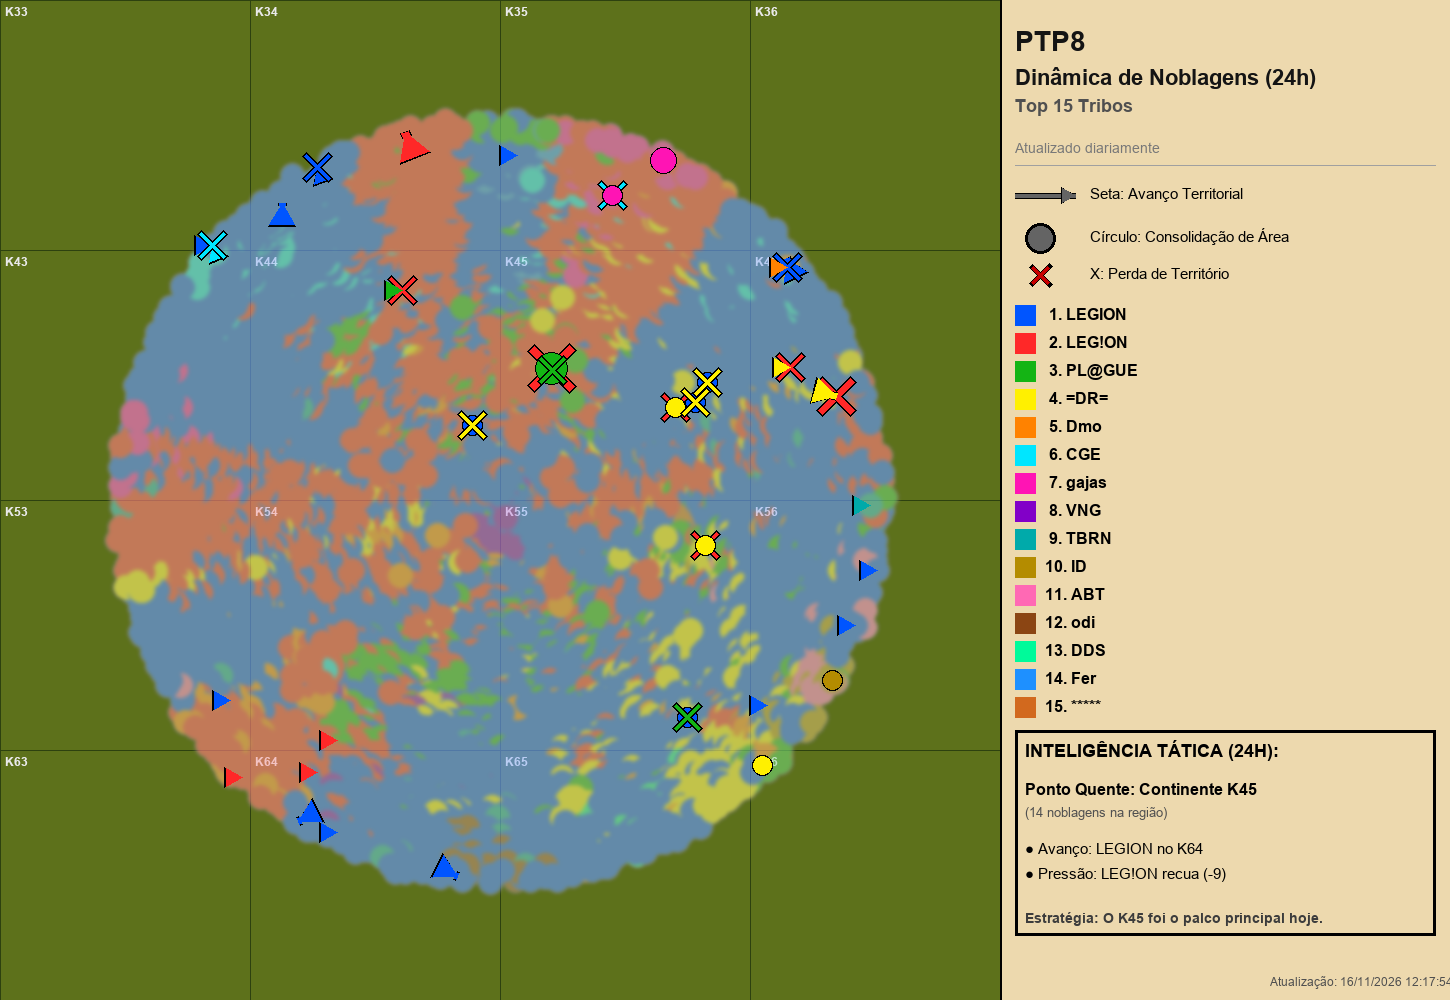 K33
K34
K35
K36
K43
K44
K45
K4
K53
K54
K55
K56
K63
K64
K65
PTP8
Dinâmica de Noblagens (24h)
Top 15 Tribos
Atualizado diariamente
Seta: Avanço Territorial
Círculo: Consolidação de Área
X: Perda de Território
1. LEGION
2. LEG!ON
3. PL@GUE
4. =DR=
5. Dmo
6. CGE
7. gajas
8. VNG
9. TBRN
10. ID
11. ABT
12. odi
13. DDS
14. Fer
15. *****
INTELIGÊNCIA TÁTICA (24H):
Ponto Quente: Continente K45
(14 noblagens na região)
● Avanço: LEGION no K64
● Pressão: LEG!ON recua (-9)
Estratégia: O K45 foi o palco principal hoje.
Atualização: 16/11/2026 12:17:54